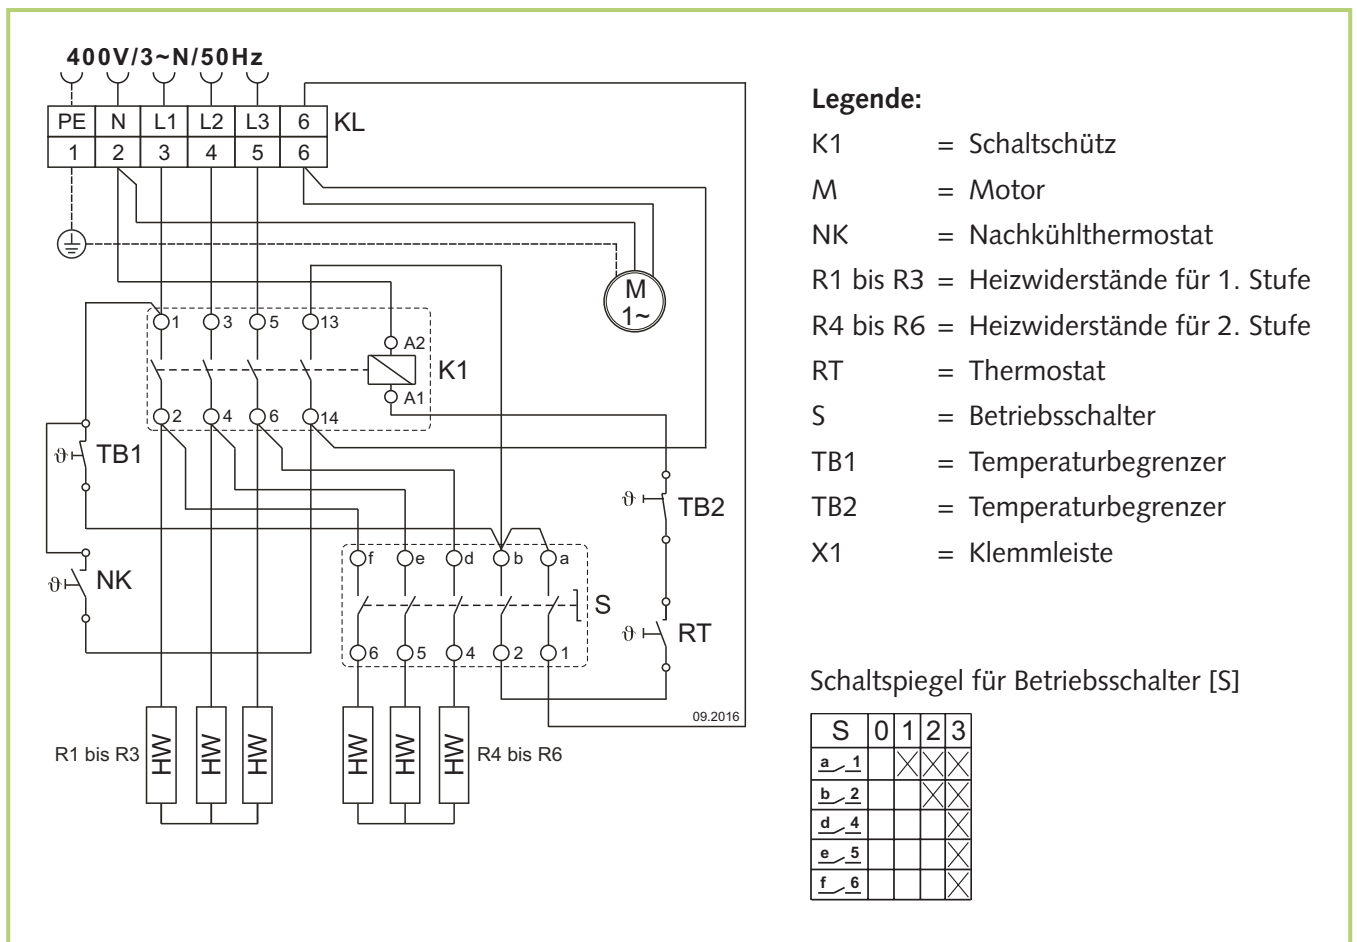 400V/3~N/50Hz
PE N L1 L2 L3 6 KL
1 2 3 4 5 6
M
1~
1 3 5 13
A2
K1
A1
2 4 6 14
ϑ TB1
ϑ TB2
f e d b a
ϑ NK
S
ϑ RT
6 5 4 2 1
09.2016
R1 bis R3 HW HW HW HW HW HW R4 bis R6
Legende:
K1 = Schaltschütz
M = Motor
NK = Nachkühlthermostat
R1 bis R3 = Heizwiderstände für 1. Stufe
R4 bis R6 = Heizwiderstände für 2. Stufe
RT = Thermostat
S = Betriebsschalter
TB1 = Temperaturbegrenzer
TB2 = Temperaturbegrenzer
X1 = Klemmleiste
Schaltspiegel für Betriebsschalter [S]
S 0 1 2 3
a 1
b 2
d 4
e 5
f 6